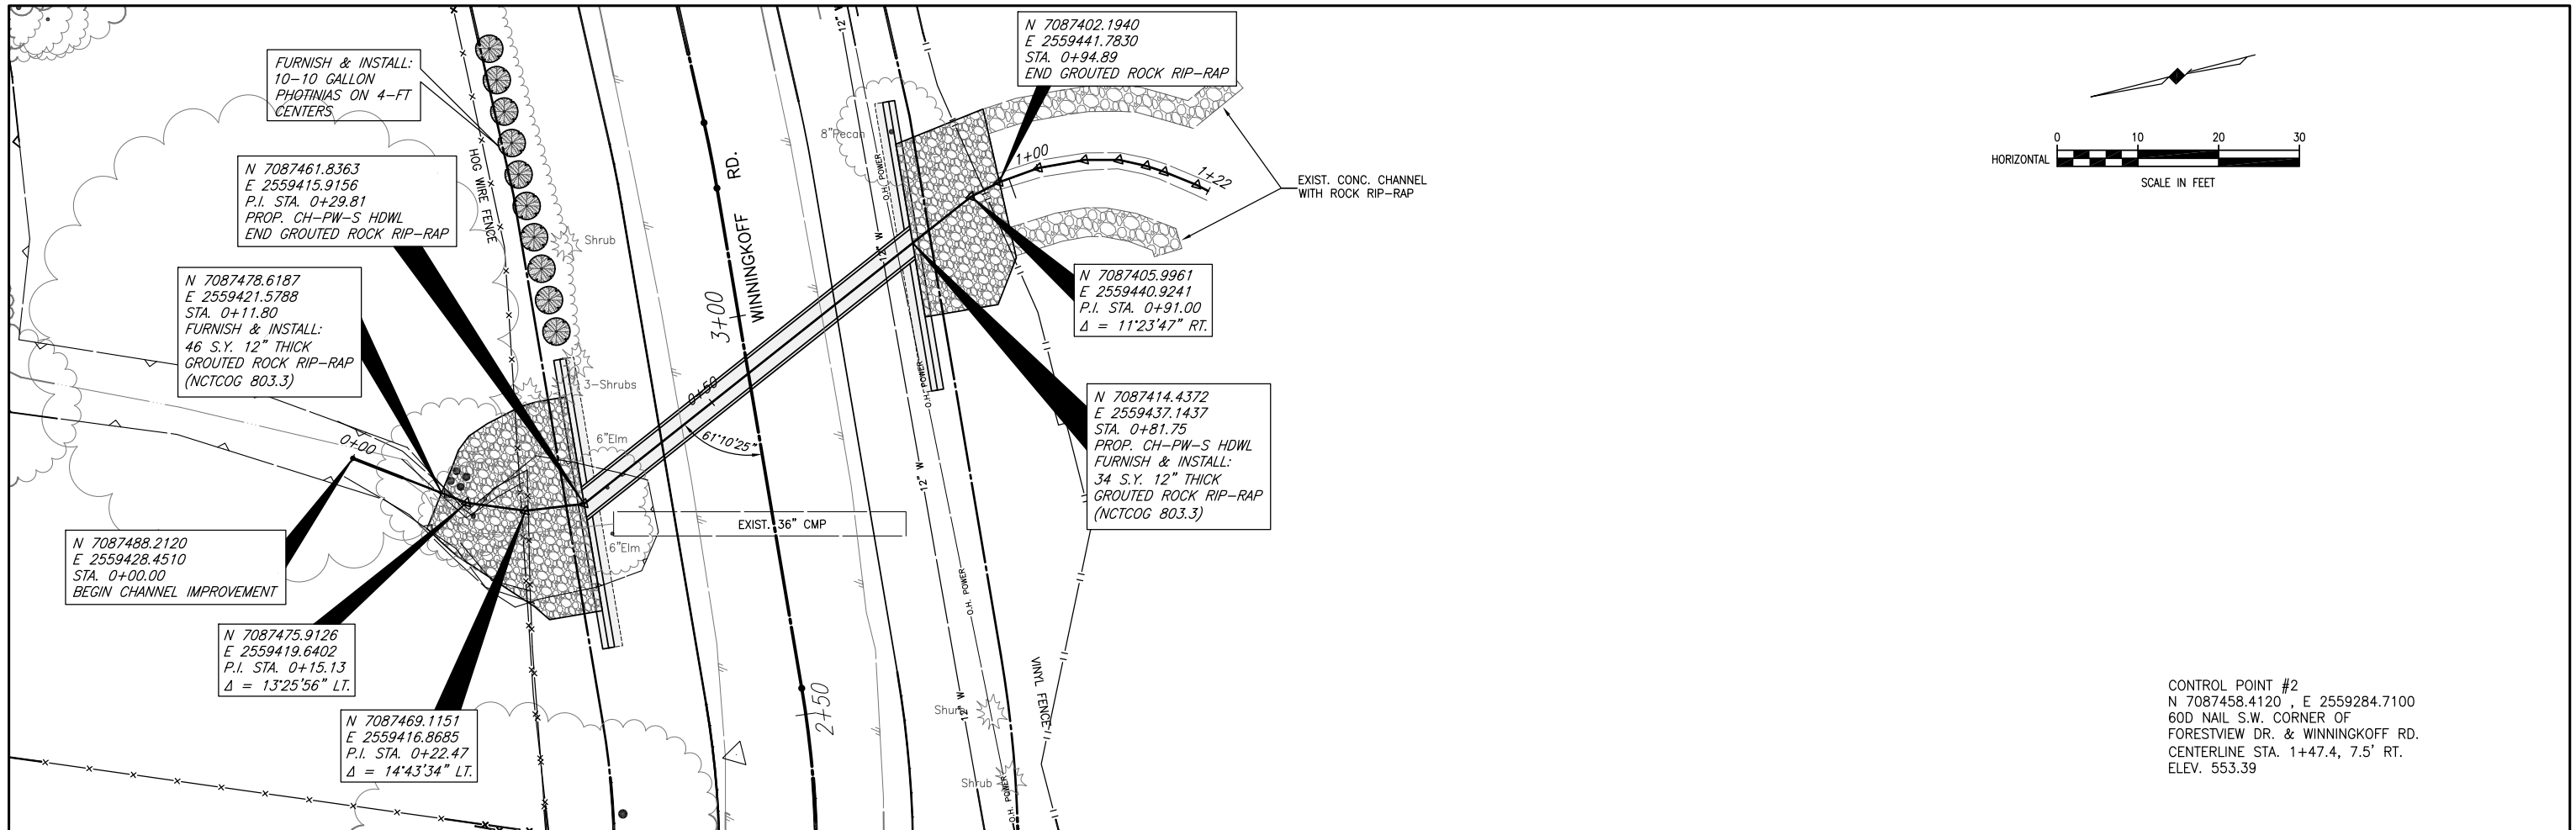 FURNISH & INSTALL:
10-10 GALLON
PHOTINIAS ON 4-FT
CENTERS
N 7087461.8363
E 2559415.9156
P.I. STA. 0+29.81
PROP. CH-PW-S HDWL
END GROUTED ROCK RIP-RAP
N 7087478.6187
E 2559421.5788
STA. 0+11.80
FURNISH & INSTALL:
46 S.Y. 12" THICK
GROUTED ROCK RIP-RAP
(NCTCOG 803.3)
N 7087488.2120
E 2559428.4510
STA. 0+00.00
BEGIN CHANNEL IMPROVEMENT
N 7087475.9126
E 2559419.6402
P.I. STA. 0+15.13
Δ = 13°25'56" LT.
N 7087469.1151
E 2559416.8685
P.I. STA. 0+22.47
Δ = 14°43'34" LT.
HOG WIRE FENCE
Shrub
3-Shrubs
6"Elm
6"Elm
0+00
0+50
61°10'25"
EXIST. 36" CMP
WINNINGKOFF RD.
3+00
2+50
12" W
12" W
12" W
12" W
8"Pecan
O.H. POWER
O.H. POWER
O.H. POWER
O.H. POWER
N 7087402.1940
E 2559441.7830
STA. 0+94.89
END GROUTED ROCK RIP-RAP
1+00
1+22
EXIST. CONC. CHANNEL
WITH ROCK RIP-RAP
N 7087405.9961
E 2559440.9241
P.I. STA. 0+91.00
Δ = 11°23'47" RT.
N 7087414.4372
E 2559437.1437
STA. 0+81.75
PROP. CH-PW-S HDWL
FURNISH & INSTALL:
34 S.Y. 12" THICK
GROUTED ROCK RIP-RAP
(NCTCOG 803.3)
VINYL FENCE
Shrub
0 10 20 30
HORIZONTAL
SCALE IN FEET
CONTROL POINT #2
N 7087458.4120 , E 2559284.7100
60D NAIL S.W. CORNER OF
FORESTVIEW DR. & WINNINGKOFF RD.
CENTERLINE STA. 1+47.4, 7.5' RT.
ELEV. 553.39